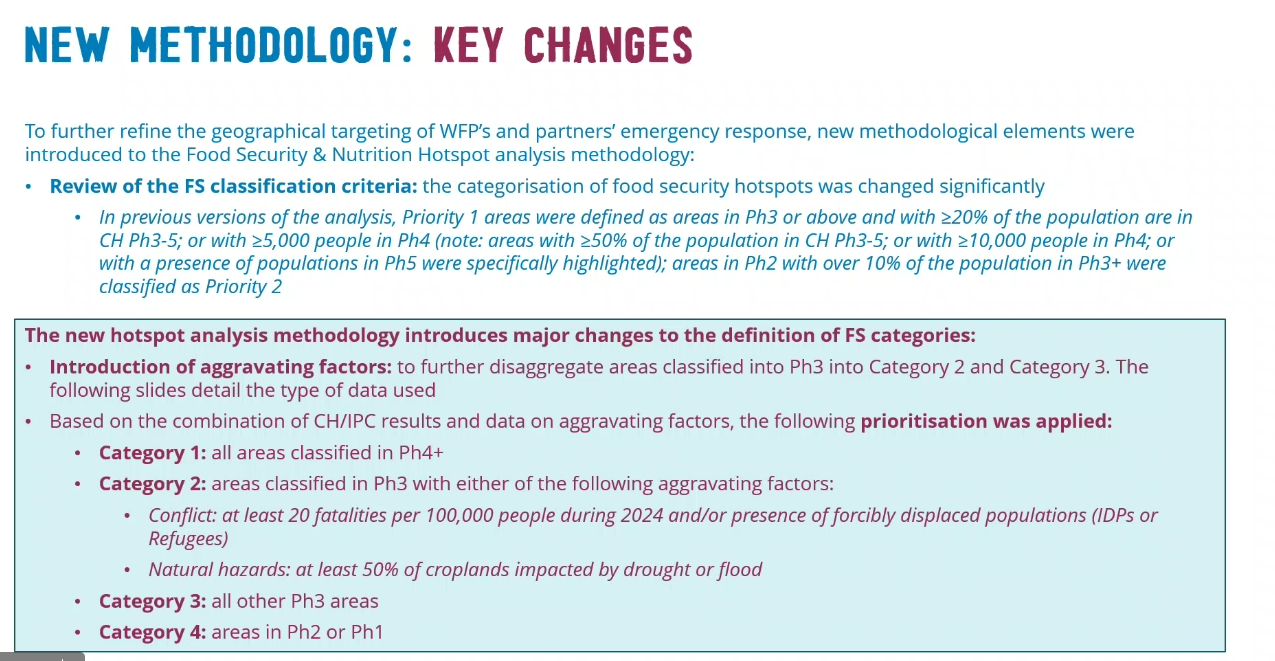 NEW METHODOLOGY: KEY CHANGES
To further refine the geographical targeting of WFP's and partners' emergency response, new methodological elements were
introduced to the Food Security & Nutrition Hotspot analysis methodology:
• Review of the FS classification criteria: the categorisation of food security hotspots was changed significantly
• In previous versions of the analysis, Priority 1 areas were defined as areas in Ph3 or above and with ≥20% of the population are in
CH Ph3-5; or with ≥5,000 people in Ph4 (note: areas with ≥50% of the population in CH Ph3-5; or with ≥10,000 people in Ph4; or
with a presence of populations in Ph5 were specifically highlighted); areas in Ph2 with over 10% of the population in Ph3+ were
classified as Priority 2
The new hotspot analysis methodology introduces major changes to the definition of FS categories:
• Introduction of aggravating factors: to further disaggregate areas classified into Ph3 into Category 2 and Category 3. The
following slides detail the type of data used
• Based on the combination of CH/IPC results and data on aggravating factors, the following prioritisation was applied:
• Category 1: all areas classified in Ph4+
• Category 2: areas classified in Ph3 with either of the following aggravating factors:
• Conflict: at least 20 fatalities per 100,000 people during 2024 and/or presence of forcibly displaced populations (IDPs or
Refugees)
• Natural hazards: at least 50% of croplands impacted by drought or flood
• Category 3: all other Ph3 areas
• Category 4: areas in Ph2 or Ph1